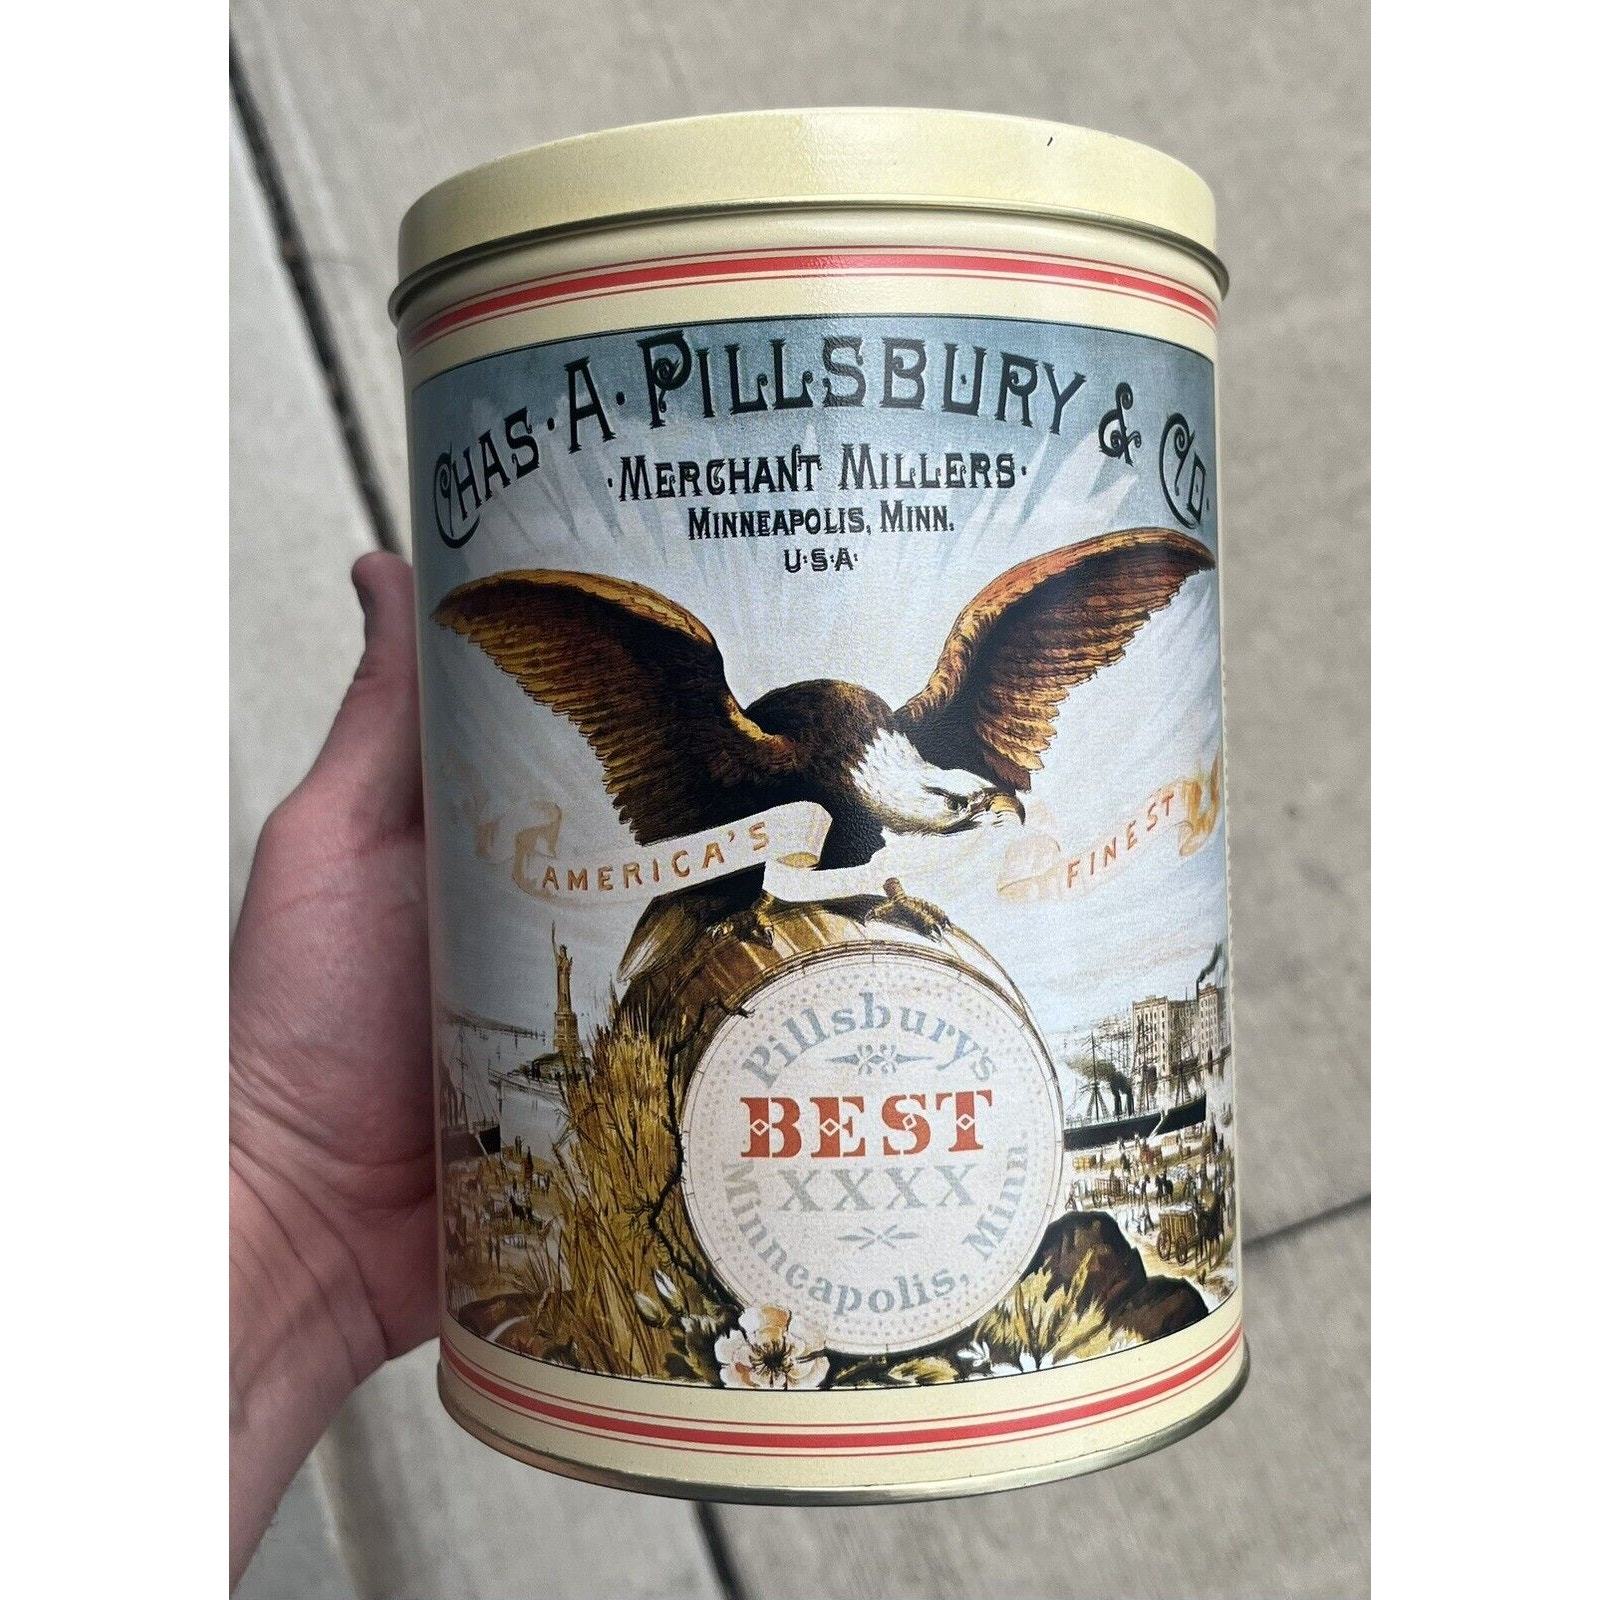 CHAS. A. PILLSBURY & CO.
MERCHANT MILLERS
MINNEAPOLIS, MINN.
U.S.A.
AMERICA'S FINEST
Pillsbury's
BEST
XXXX
Minneapolis, Minn.